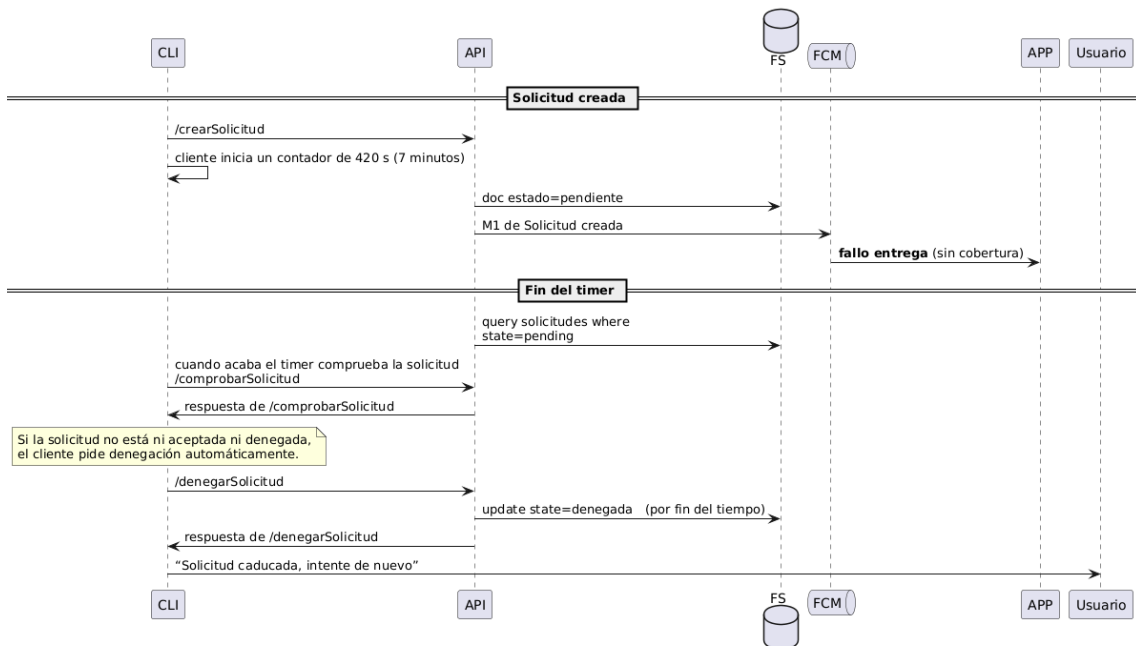 FS
CLI
API
FCM
APP
Usuario
Solicitud creada
/crearSolicitud
cliente inicia un contador de 420 s (7 minutos)
doc estado=pendiente
M1 de Solicitud creada
fallo entrega (sin cobertura)
Fin del timer
query solicitudes where
state=pending
cuando acaba el timer comprueba la solicitud
/comprobarSolicitud
respuesta de /comprobarSolicitud
Si la solicitud no está ni aceptada ni denegada,
el cliente pide denegación automáticamente.
/denegarSolicitud
update state=denegada (por fin del tiempo)
respuesta de /denegarSolicitud
“Solicitud caducada, intente de nuevo”
CLI
API
FS
FCM
APP
Usuario